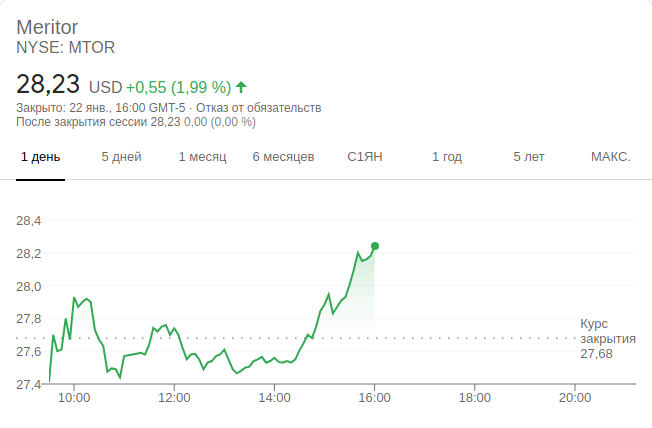 Meritor
NYSE: MTOR
28,23 USD +0,55 (1,99 %)
Закрыто: 22 янв., 16:00 GMT-5 · Отказ от обязательств
После закрытия сессии 28,23 0,00 (0,00 %)
1 день 5 дней 1 месяц 6 месяцев С1ЯН 1 год 5 лет МАКС.
28,4
28,2
28,0
27,8
27,6
27,4
Курс
закрытия
27,68
10:00 12:00 14:00 16:00 18:00 20:00